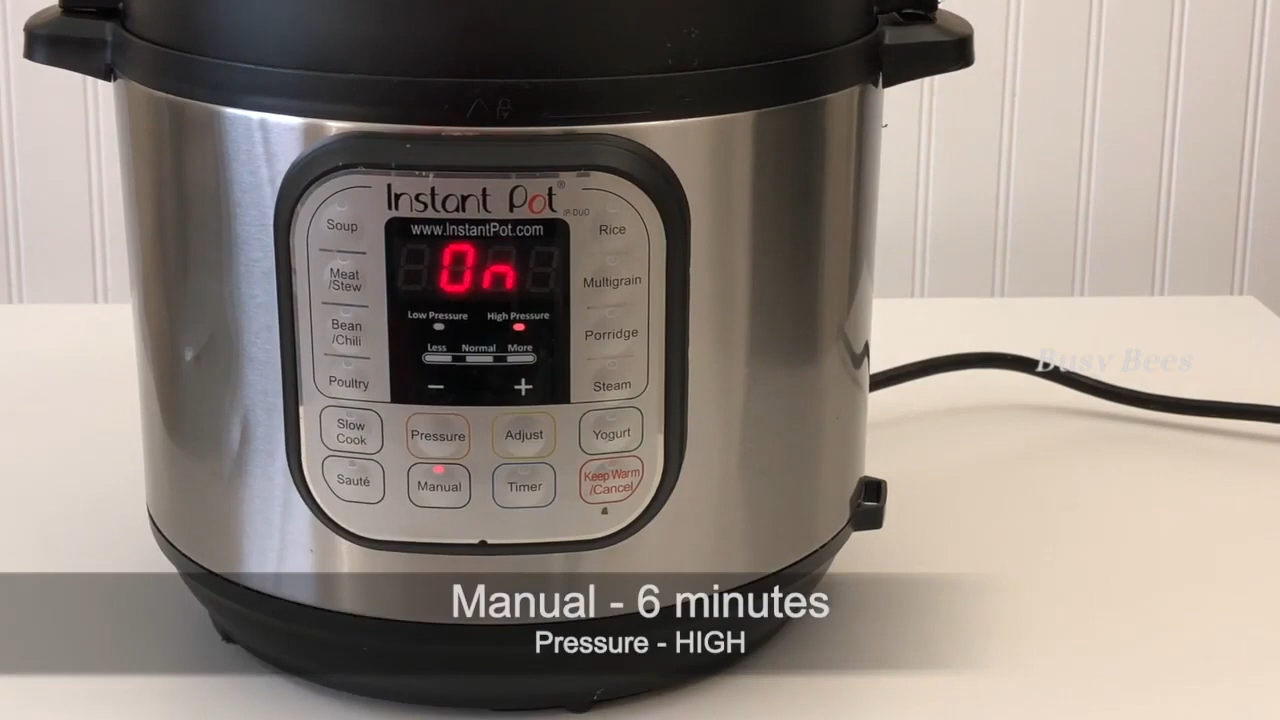 Instant Pot®
IP-DUO
www.InstantPot.com
On
Low Pressure
High Pressure
Less
Normal
More
−
+
Soup
Meat
/Stew
Bean
/Chili
Poultry
Rice
Multigrain
Porridge
Steam
Slow
Cook
Pressure
Adjust
Yogurt
Sauté
Manual
Timer
Keep Warm
/Cancel
Busy Bees
Manual - 6 minutes
Pressure - HIGH